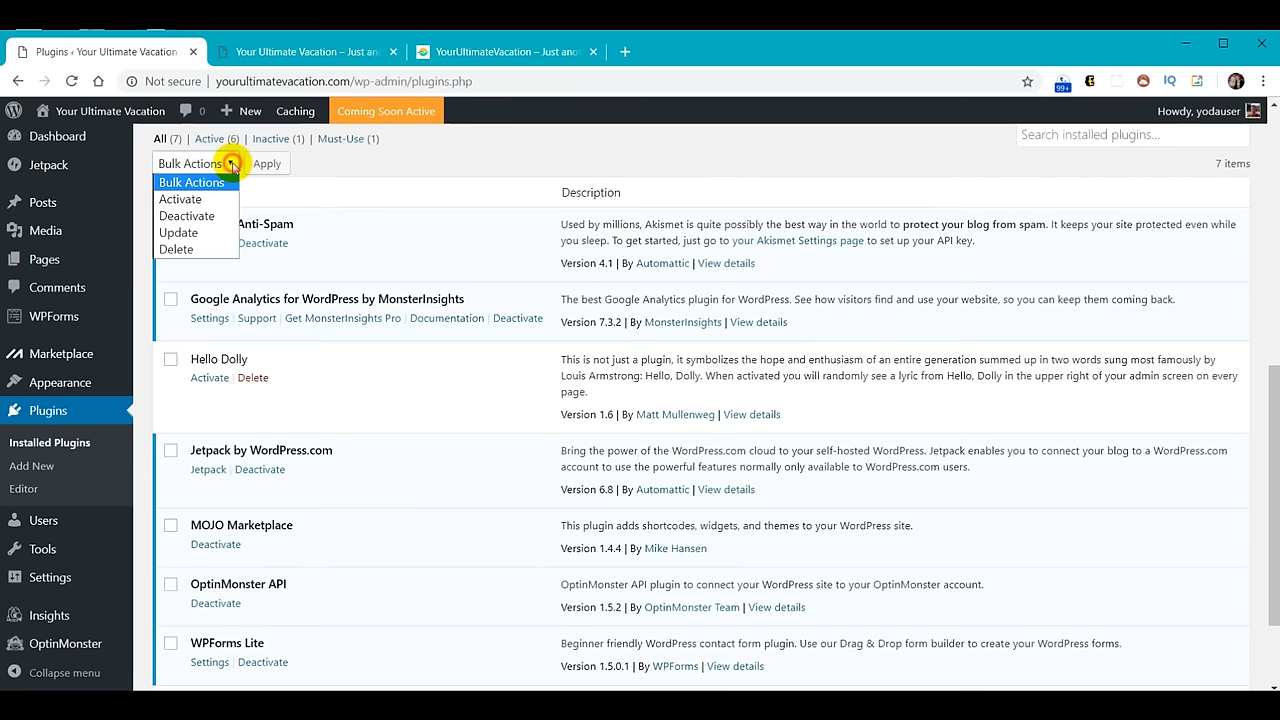 Plugins ‹ Your Ultimate Vacation
Your Ultimate Vacation – Just an
YourUltimateVacation – Just ano
Not secure
yourultimatevacation.com/wp-admin/plugins.php
99+
IQ
Your Ultimate Vacation
0
New
Caching
Coming Soon Active
Howdy, yodauser
Dashboard
Jetpack
Posts
Media
Pages
Comments
WPForms
Marketplace
Appearance
Plugins
Installed Plugins
Add New
Editor
Users
Tools
Settings
Insights
OptinMonster
Collapse menu
All (7) | Active (6) | Inactive (1) | Must-Use (1)
Search installed plugins...
Bulk Actions
Apply
7 items
Bulk Actions
Activate
Deactivate
Update
Delete
Description
Anti-Spam
Deactivate
Used by millions, Akismet is quite possibly the best way in the world to protect your blog from spam. It keeps your site protected even while
you sleep. To get started, just go to your Akismet Settings page to set up your API key.
Version 4.1 | By Automattic | View details
Google Analytics for WordPress by MonsterInsights
Settings | Support | Get MonsterInsights Pro | Documentation | Deactivate
The best Google Analytics plugin for WordPress. See how visitors find and use your website, so you can keep them coming back.
Version 7.3.2 | By MonsterInsights | View details
Hello Dolly
Activate | Delete
This is not just a plugin, it symbolizes the hope and enthusiasm of an entire generation summed up in two words sung most famously by
Louis Armstrong: Hello, Dolly. When activated you will randomly see a lyric from Hello, Dolly in the upper right of your admin screen on every
page.
Version 1.6 | By Matt Mullenweg | View details
Jetpack by WordPress.com
Jetpack | Deactivate
Bring the power of the WordPress.com cloud to your self-hosted WordPress. Jetpack enables you to connect your blog to a WordPress.com
account to use the powerful features normally only available to WordPress.com users.
Version 6.8 | By Automattic | View details
MOJO Marketplace
Deactivate
This plugin adds shortcodes, widgets, and themes to your WordPress site.
Version 1.4.4 | By Mike Hansen
OptinMonster API
Deactivate
OptinMonster API plugin to connect your WordPress site to your OptinMonster account.
Version 1.5.2 | By OptinMonster Team | View details
WPForms Lite
Settings | Deactivate
Beginner friendly WordPress contact form plugin. Use our Drag & Drop form builder to create your WordPress forms.
Version 1.5.0.1 | By WPForms | View details